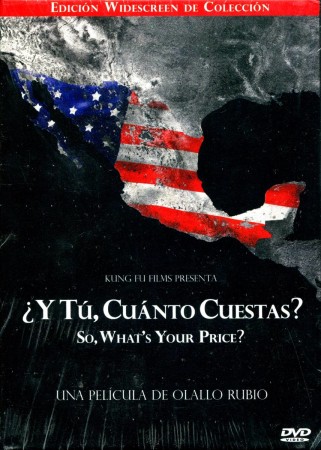 Edición Widescreen de Colección
Kung Fu Films Presenta
¿Y Tú, Cuánto Cuestas?
So, What's Your Price?
Una película de Olallo Rubio
DVD
VIDEO